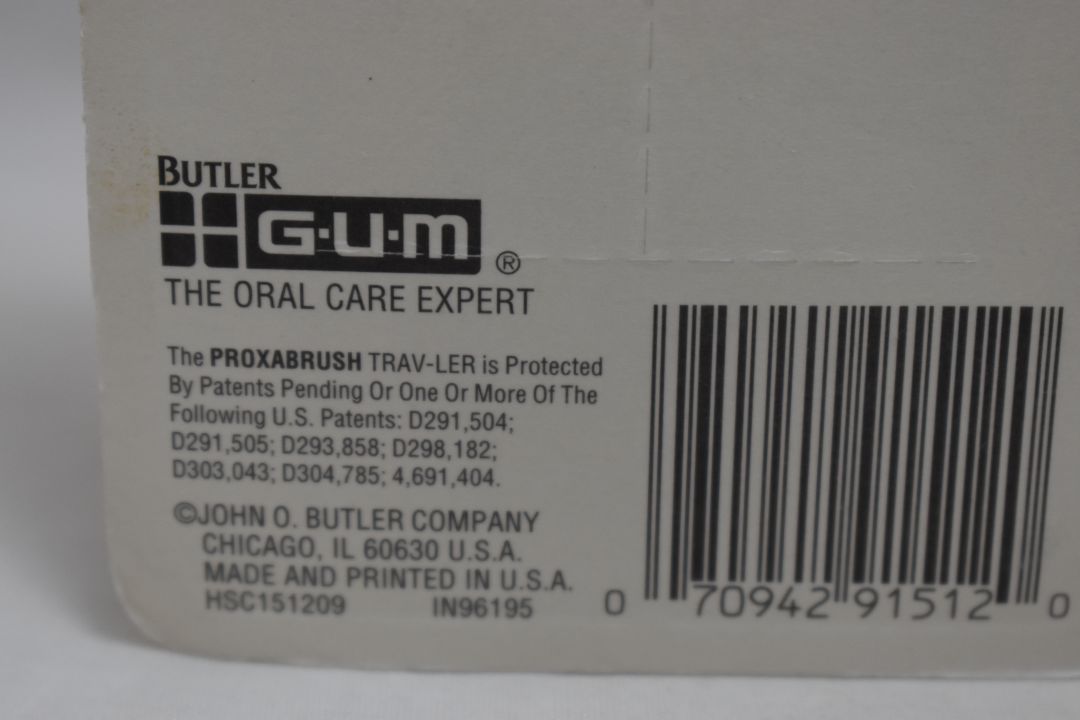 BUTLER
G·U·M ®
THE ORAL CARE EXPERT
The PROXABRUSH TRAV-LER is Protected
By Patents Pending Or One Or More Of The
Following U.S. Patents: D291,504;
D291,505; D293,858; D298,182;
D303,043; D304,785; 4,691,404.
©JOHN O. BUTLER COMPANY
CHICAGO, IL 60630 U.S.A.
MADE AND PRINTED IN U.S.A.
HSC151209 IN96195
0 70942 91512 0